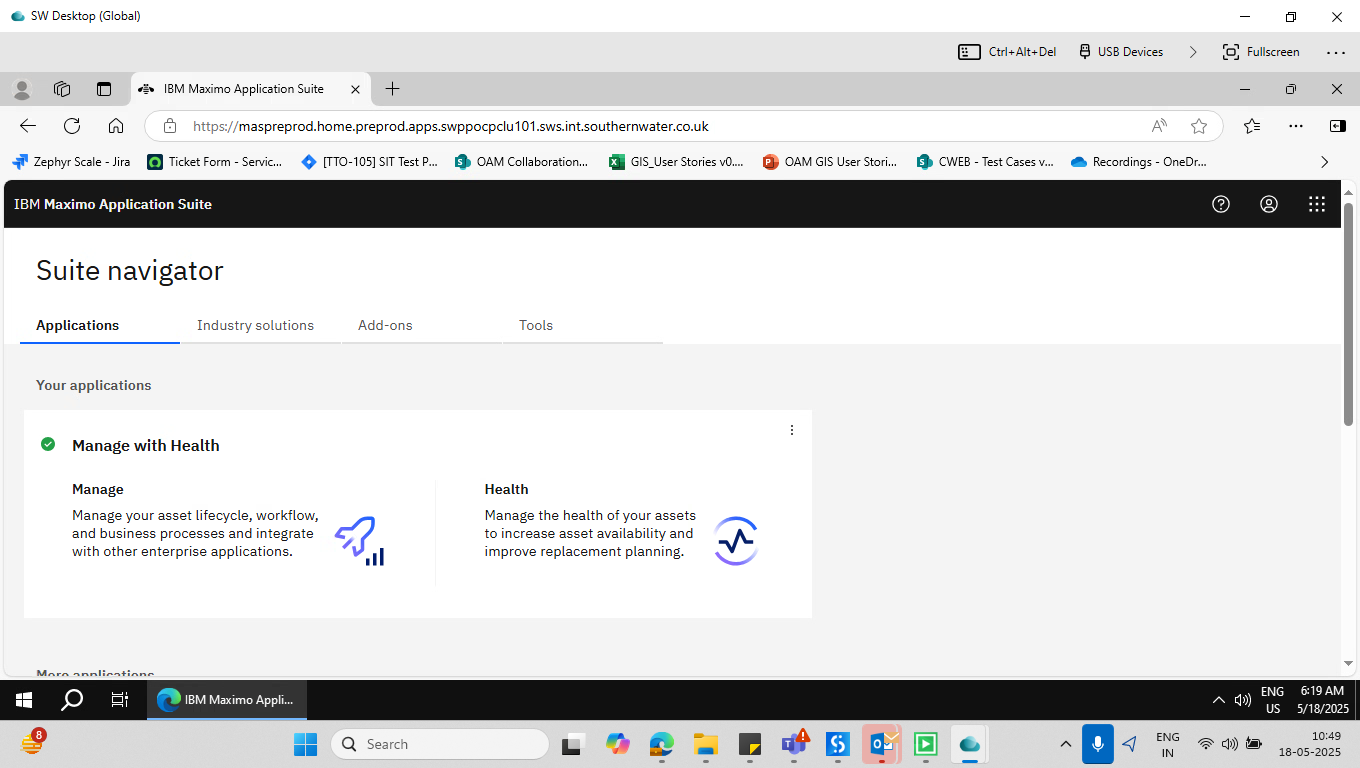 SW Desktop (Global)
Ctrl+Alt+Del USB Devices Fullscreen
IBM Maximo Application Suite
https://maspreprod.home.preprod.apps.swppocpclu101.sws.int.southernwater.co.uk
Zephyr Scale - Jira Ticket Form - Servic... [TTO-105] SIT Test P... OAM Collaboration... GIS_User Stories v0.... OAM GIS User Stori... CWEB - Test Cases v... Recordings - OneDr...
IBM Maximo Application Suite
Suite navigator
Applications Industry solutions Add-ons Tools
Your applications
Manage with Health
Manage
Manage your asset lifecycle, workflow,
and business processes and integrate
with other enterprise applications.
Health
Manage the health of your assets
to increase asset availability and
improve replacement planning.
More applications
IBM Maximo Appli...
ENG
US
6:19 AM
5/18/2025
8
Search
ENG
IN
10:49
18-05-2025